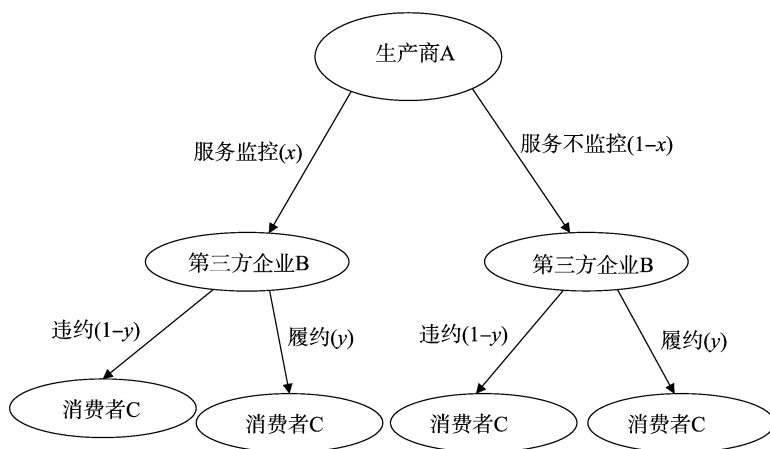 生产商A
服务监控(x)
服务不监控(1-x)
第三方企业B
第三方企业B
违约(1-y)
履约(y)
违约(1-y)
履约(y)
消费者C
消费者C
消费者C
消费者C